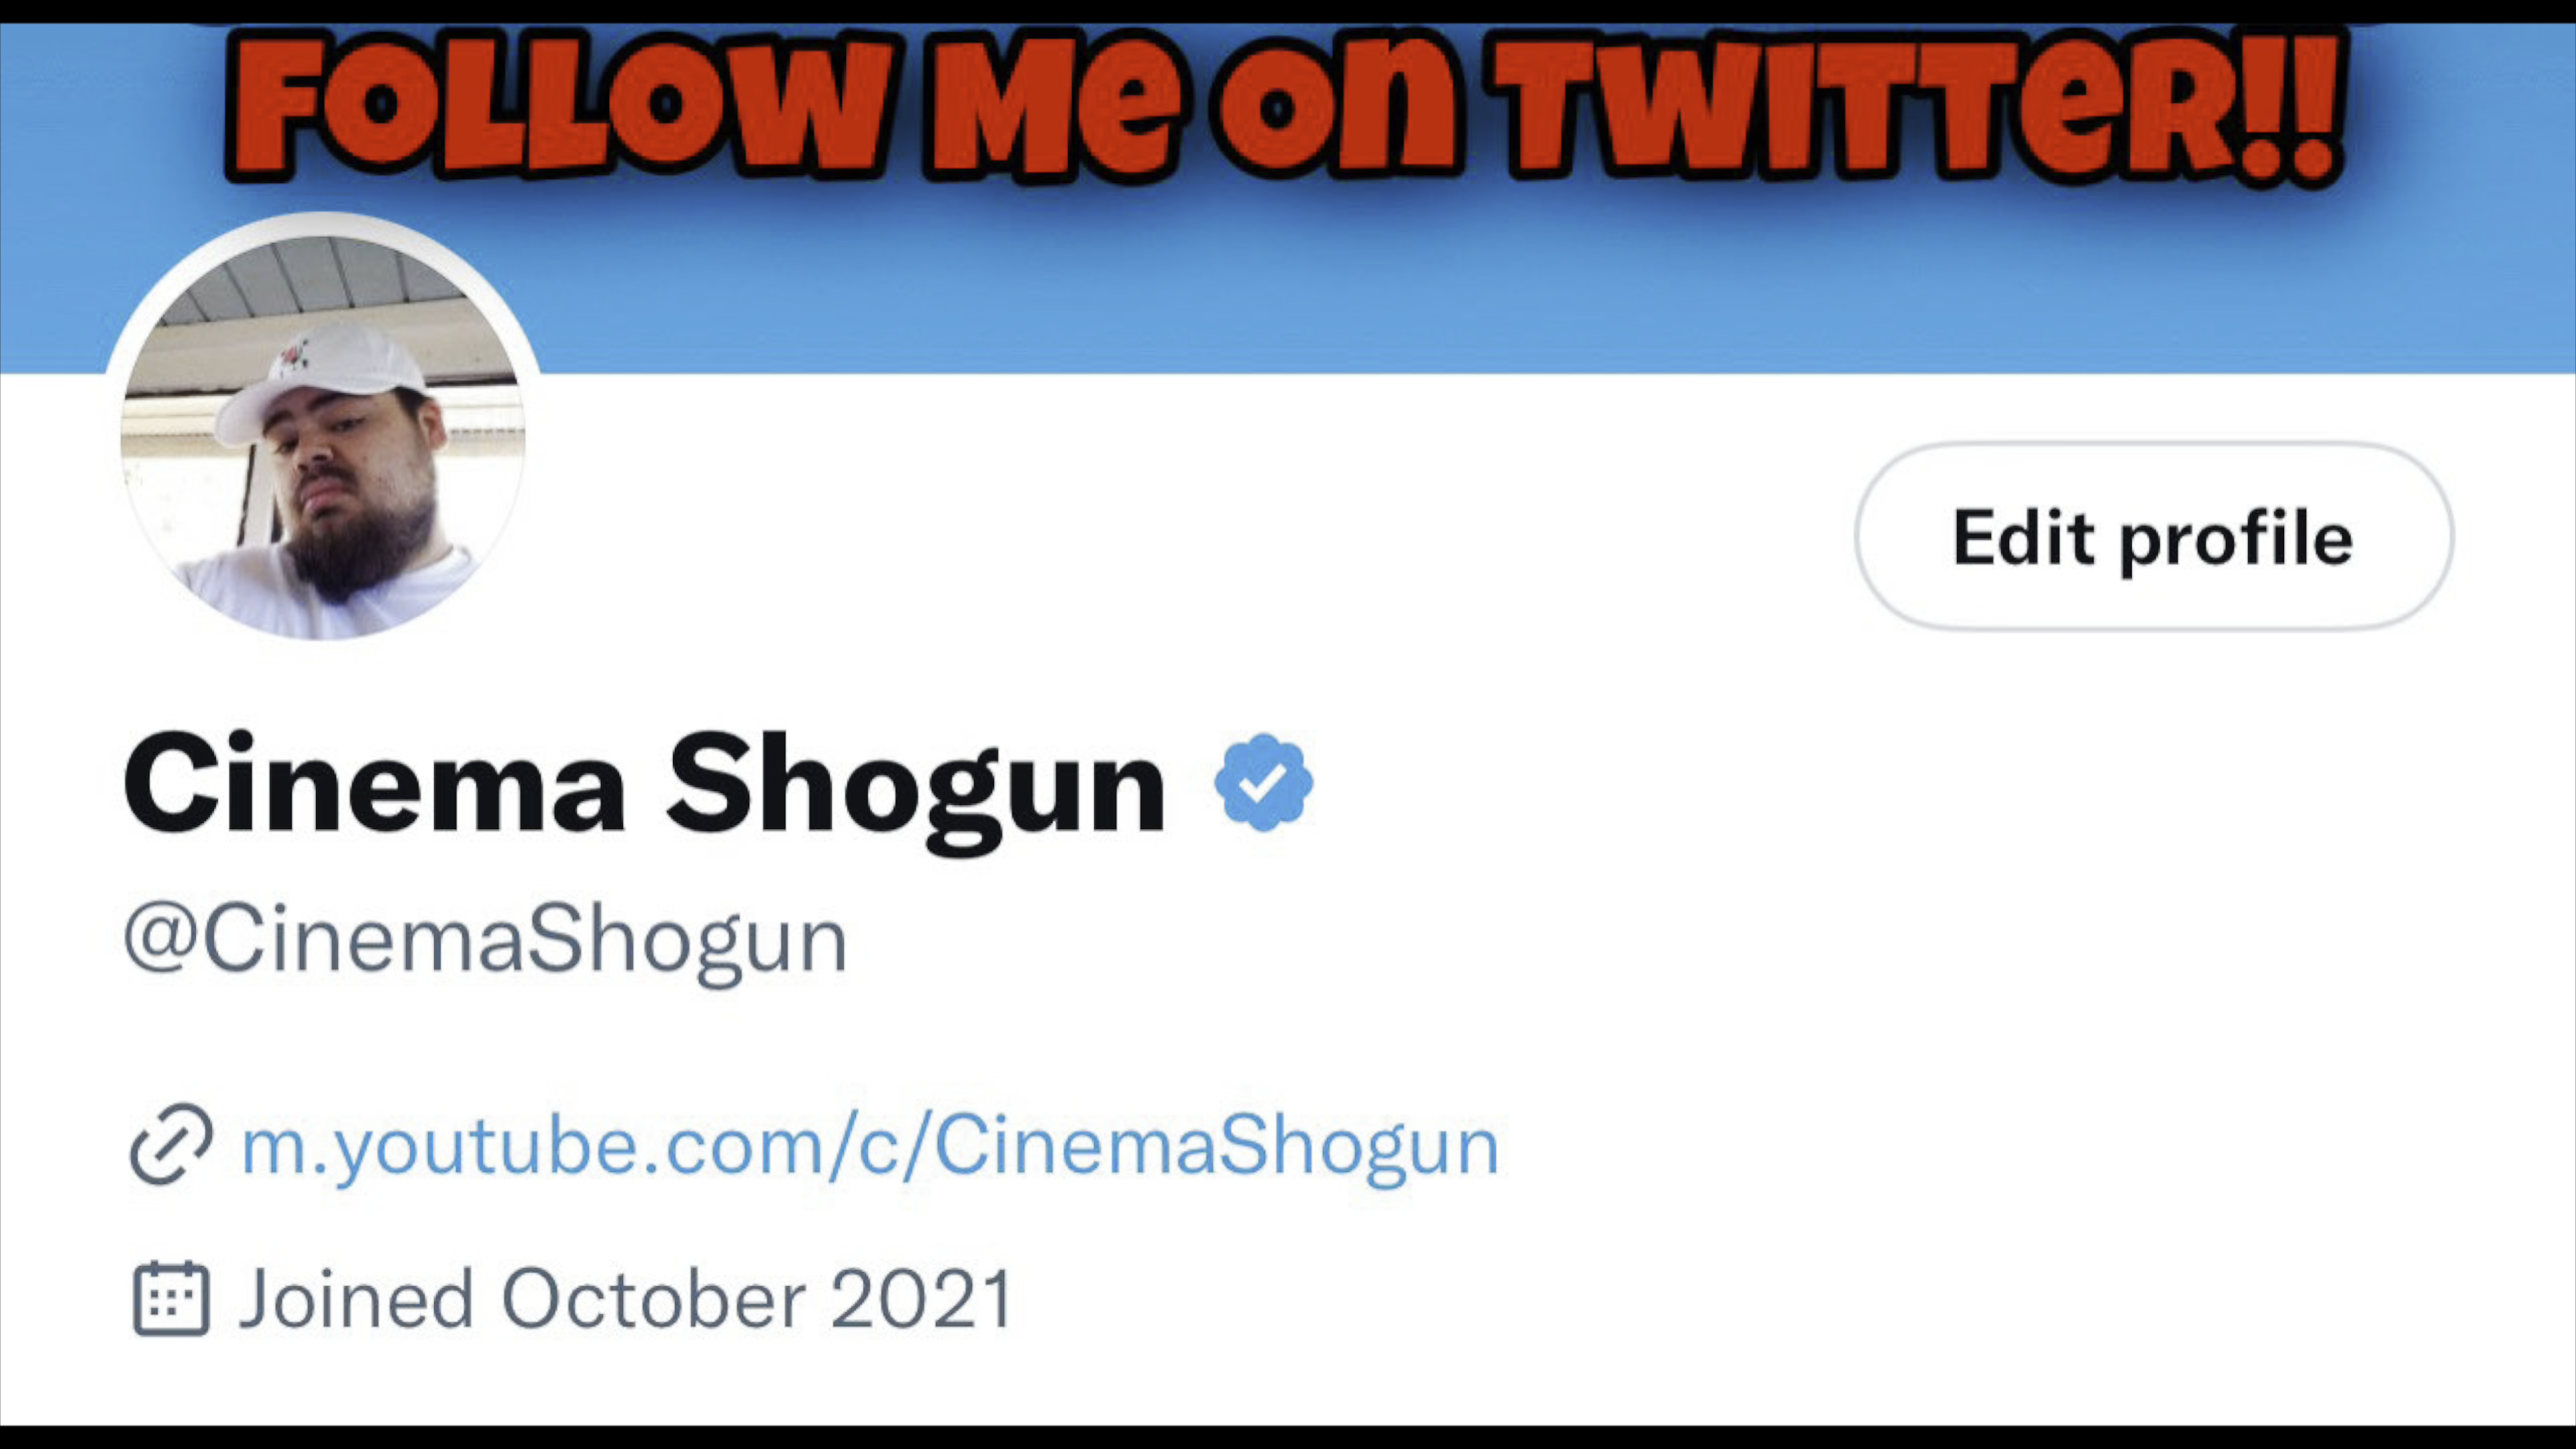 FOLLOW Me on TWITTeR!!
Edit profile
Cinema Shogun
@CinemaShogun
m.youtube.com/c/CinemaShogun
Joined October 2021